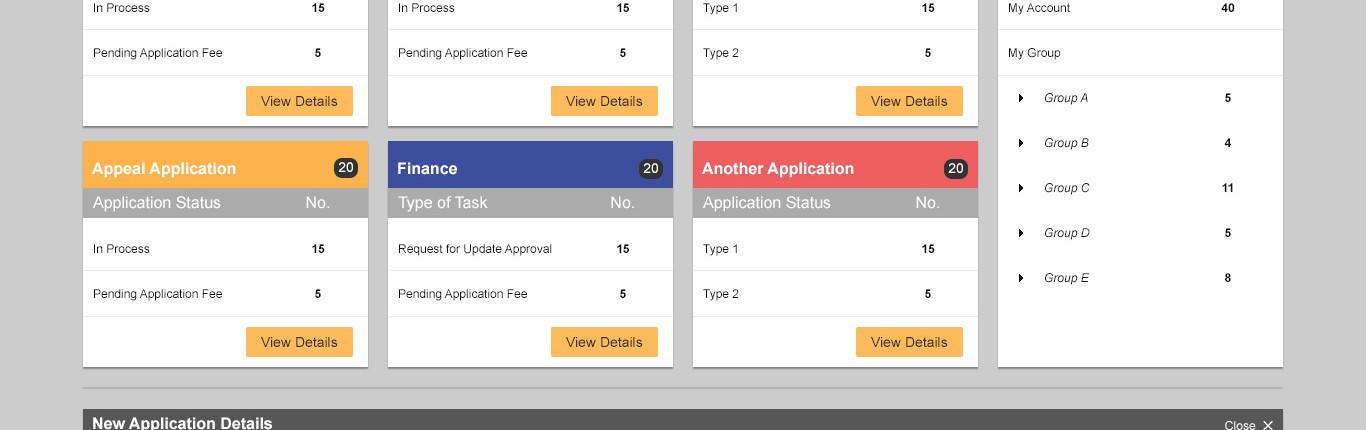 In Process 15
Pending Application Fee 5
View Details
In Process 15
Pending Application Fee 5
View Details
Type 1 15
Type 2 5
View Details
My Account 40
My Group
Group A 5
Group B 4
Group C 11
Group D 5
Group E 8
Appeal Application 20
Application Status No.
In Process 15
Pending Application Fee 5
View Details
Finance 20
Type of Task No.
Request for Update Approval 15
Pending Application Fee 5
View Details
Another Application 20
Application Status No.
Type 1 15
Type 2 5
View Details
New Application Details Close ×